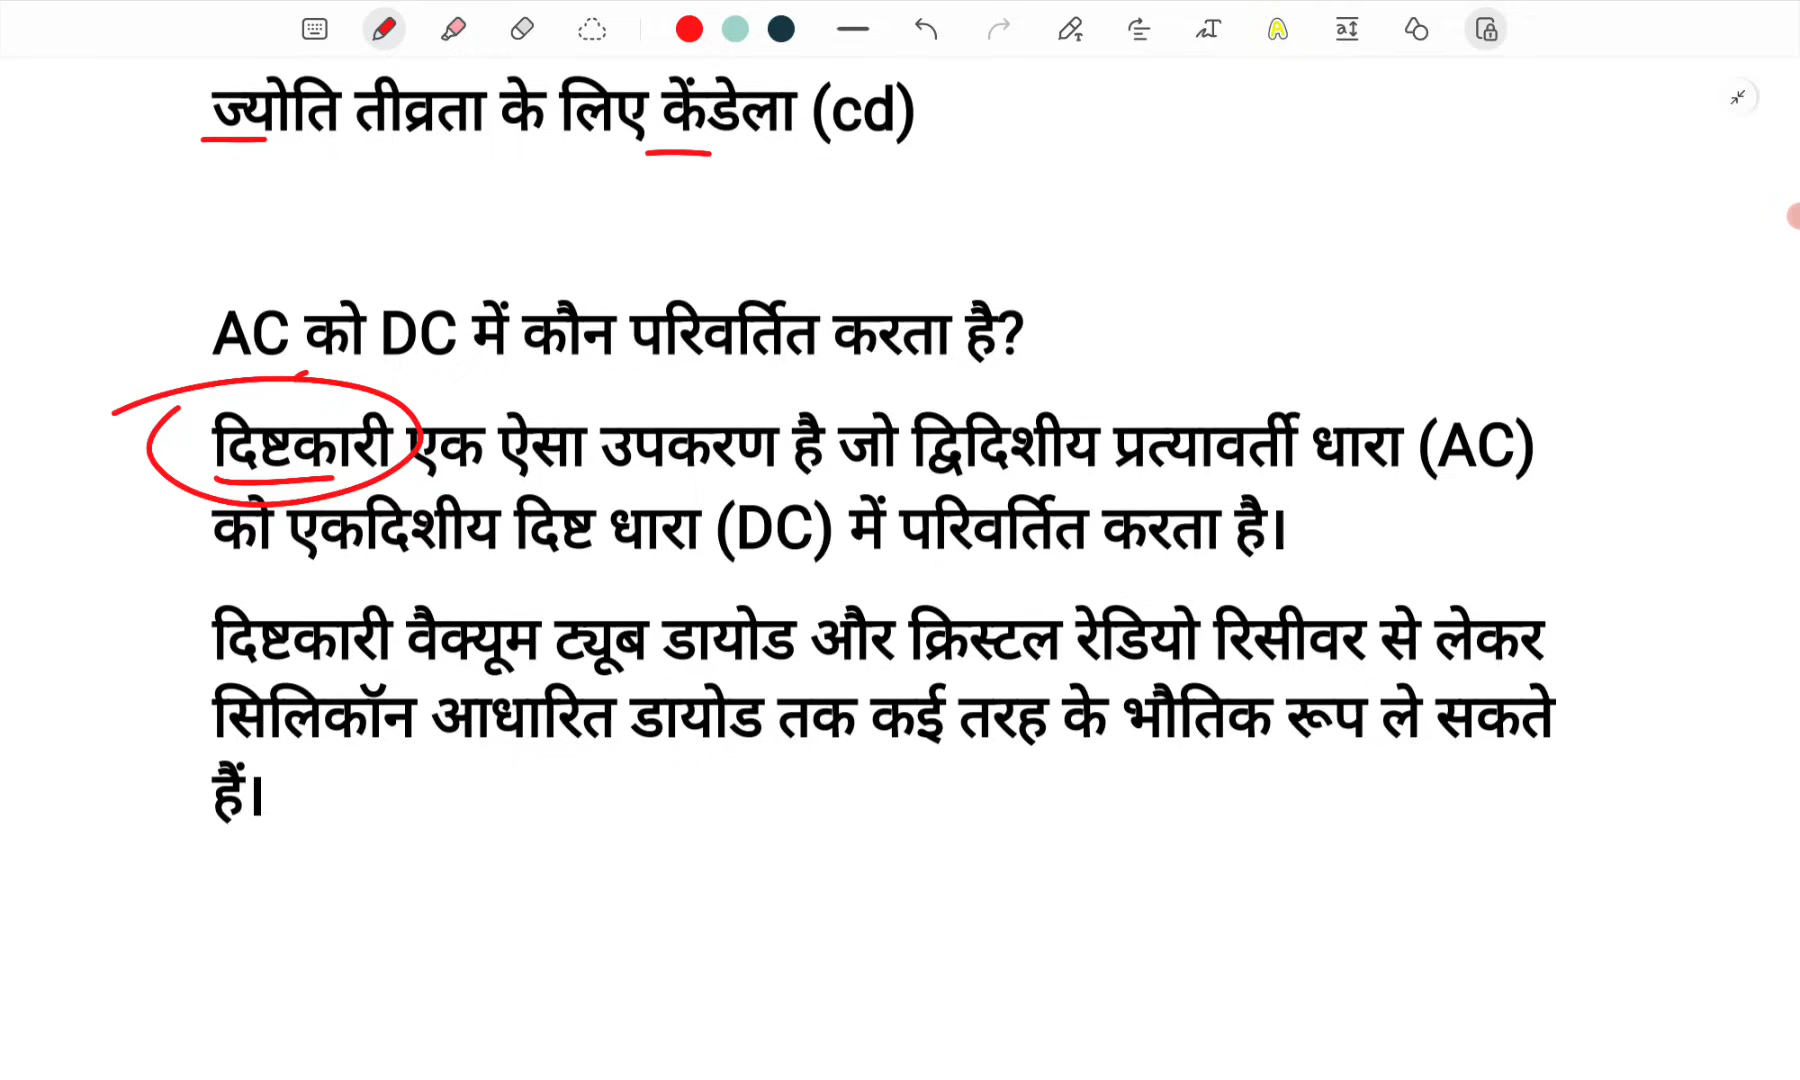 ज्योति तीव्रता के लिए केंडेला (cd)
AC को DC में कौन परिवर्तित करता है?
दिष्टकारी एक ऐसा उपकरण है जो द्विदिशीय प्रत्यावर्ती धारा (AC)
को एकदिशीय दिष्ट धारा (DC) में परिवर्तित करता है।
दिष्टकारी वैक्यूम ट्यूब डायोड और क्रिस्टल रेडियो रिसीवर से लेकर
सिलिकॉन आधारित डायोड तक कई तरह के भौतिक रूप ले सकते
हैं।